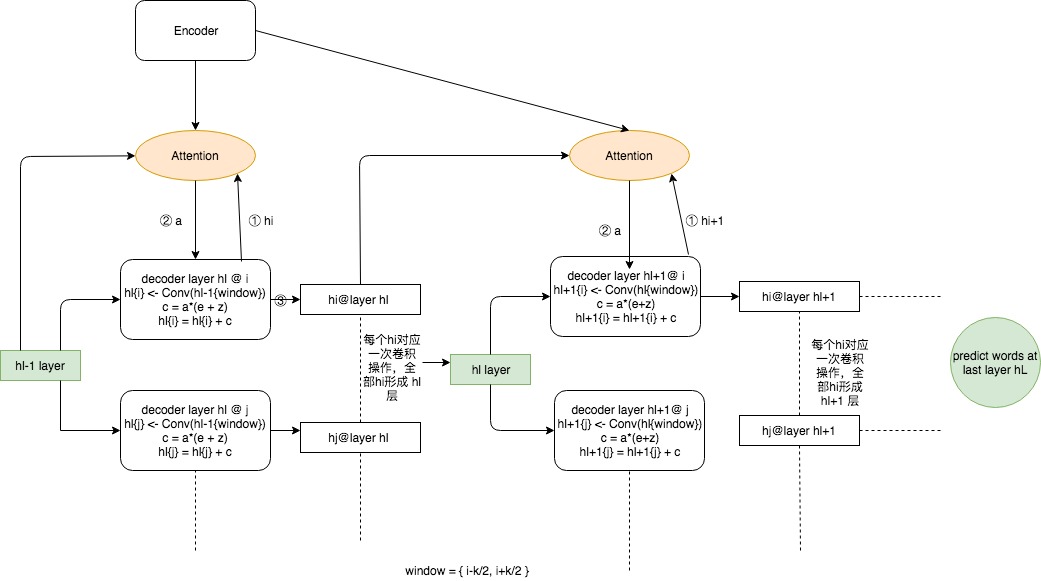 Encoder
Attention
Attention
② a
① hi
② a
① hi+1
decoder layer hl @ i
hl{i} <- Conv(hl-1{window})
c = a*(e + z)
hl{i} = hl{i} + c
③
hi@layer hl
decoder layer hl+1@ i
hl+1{i} <- Conv(hl{window})
c = a*(e+z)
hl+1{i} = hl+1{i} + c
hi@layer hl+1
hl-1 layer
每个hi对应
一次卷积
操作，全
部hi形成 hl
层
hl layer
每个hi对应
一次卷积
操作，全
部hi形成
hl+1 层
predict words at
last layer hL
decoder layer hl @ j
hl{j} <- Conv(hl-1{window})
c = a*(e + z)
hl{j} = hl{j} + c
hj@layer hl
decoder layer hl+1@ j
hl+1{j} <- Conv(hl{window})
c = a*(e+z)
hl+1{j} = hl+1{j} + c
hj@layer hl+1
window = { i-k/2, i+k/2 }